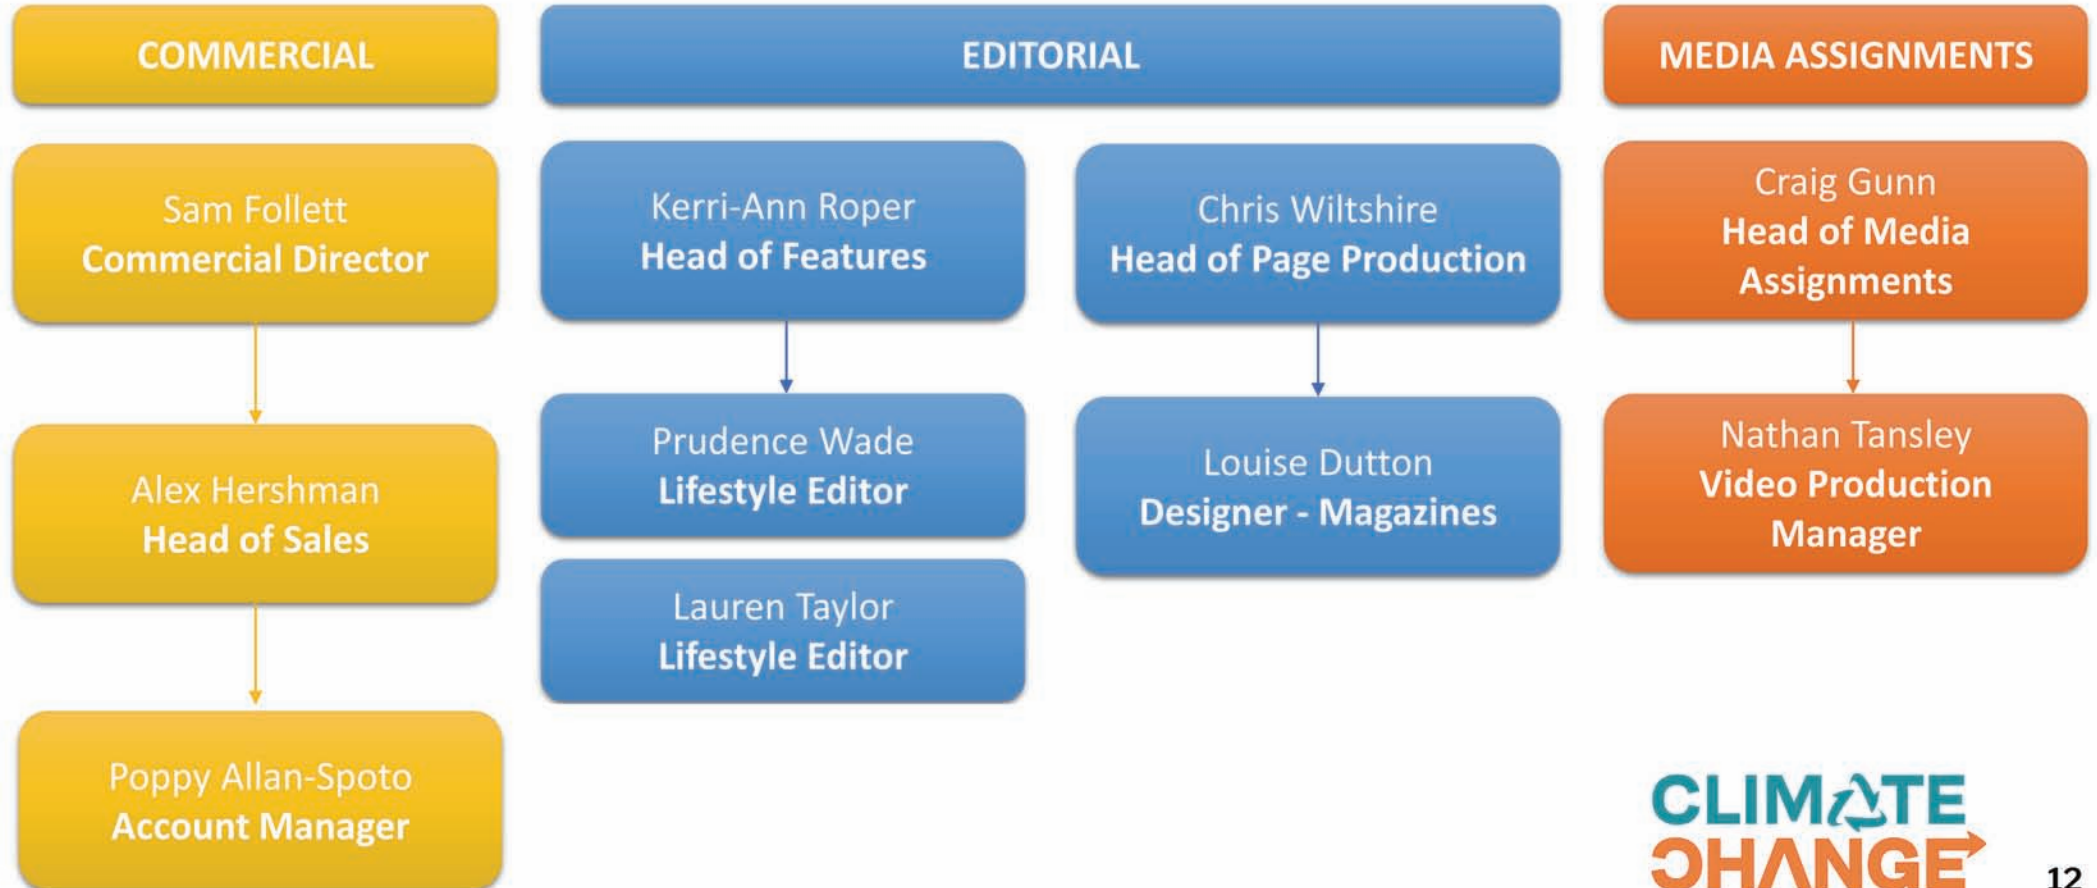 COMMERCIAL
EDITORIAL
MEDIA ASSIGNMENTS
Sam Follett
Commercial Director
Alex Hershman
Head of Sales
Poppy Allan-Spoto
Account Manager
Kerri-Ann Roper
Head of Features
Prudence Wade
Lifestyle Editor
Lauren Taylor
Lifestyle Editor
Chris Wiltshire
Head of Page Production
Louise Dutton
Designer - Magazines
Craig Gunn
Head of Media
Assignments
Nathan Tansley
Video Production
Manager
CLIMATE
CHANGE
12